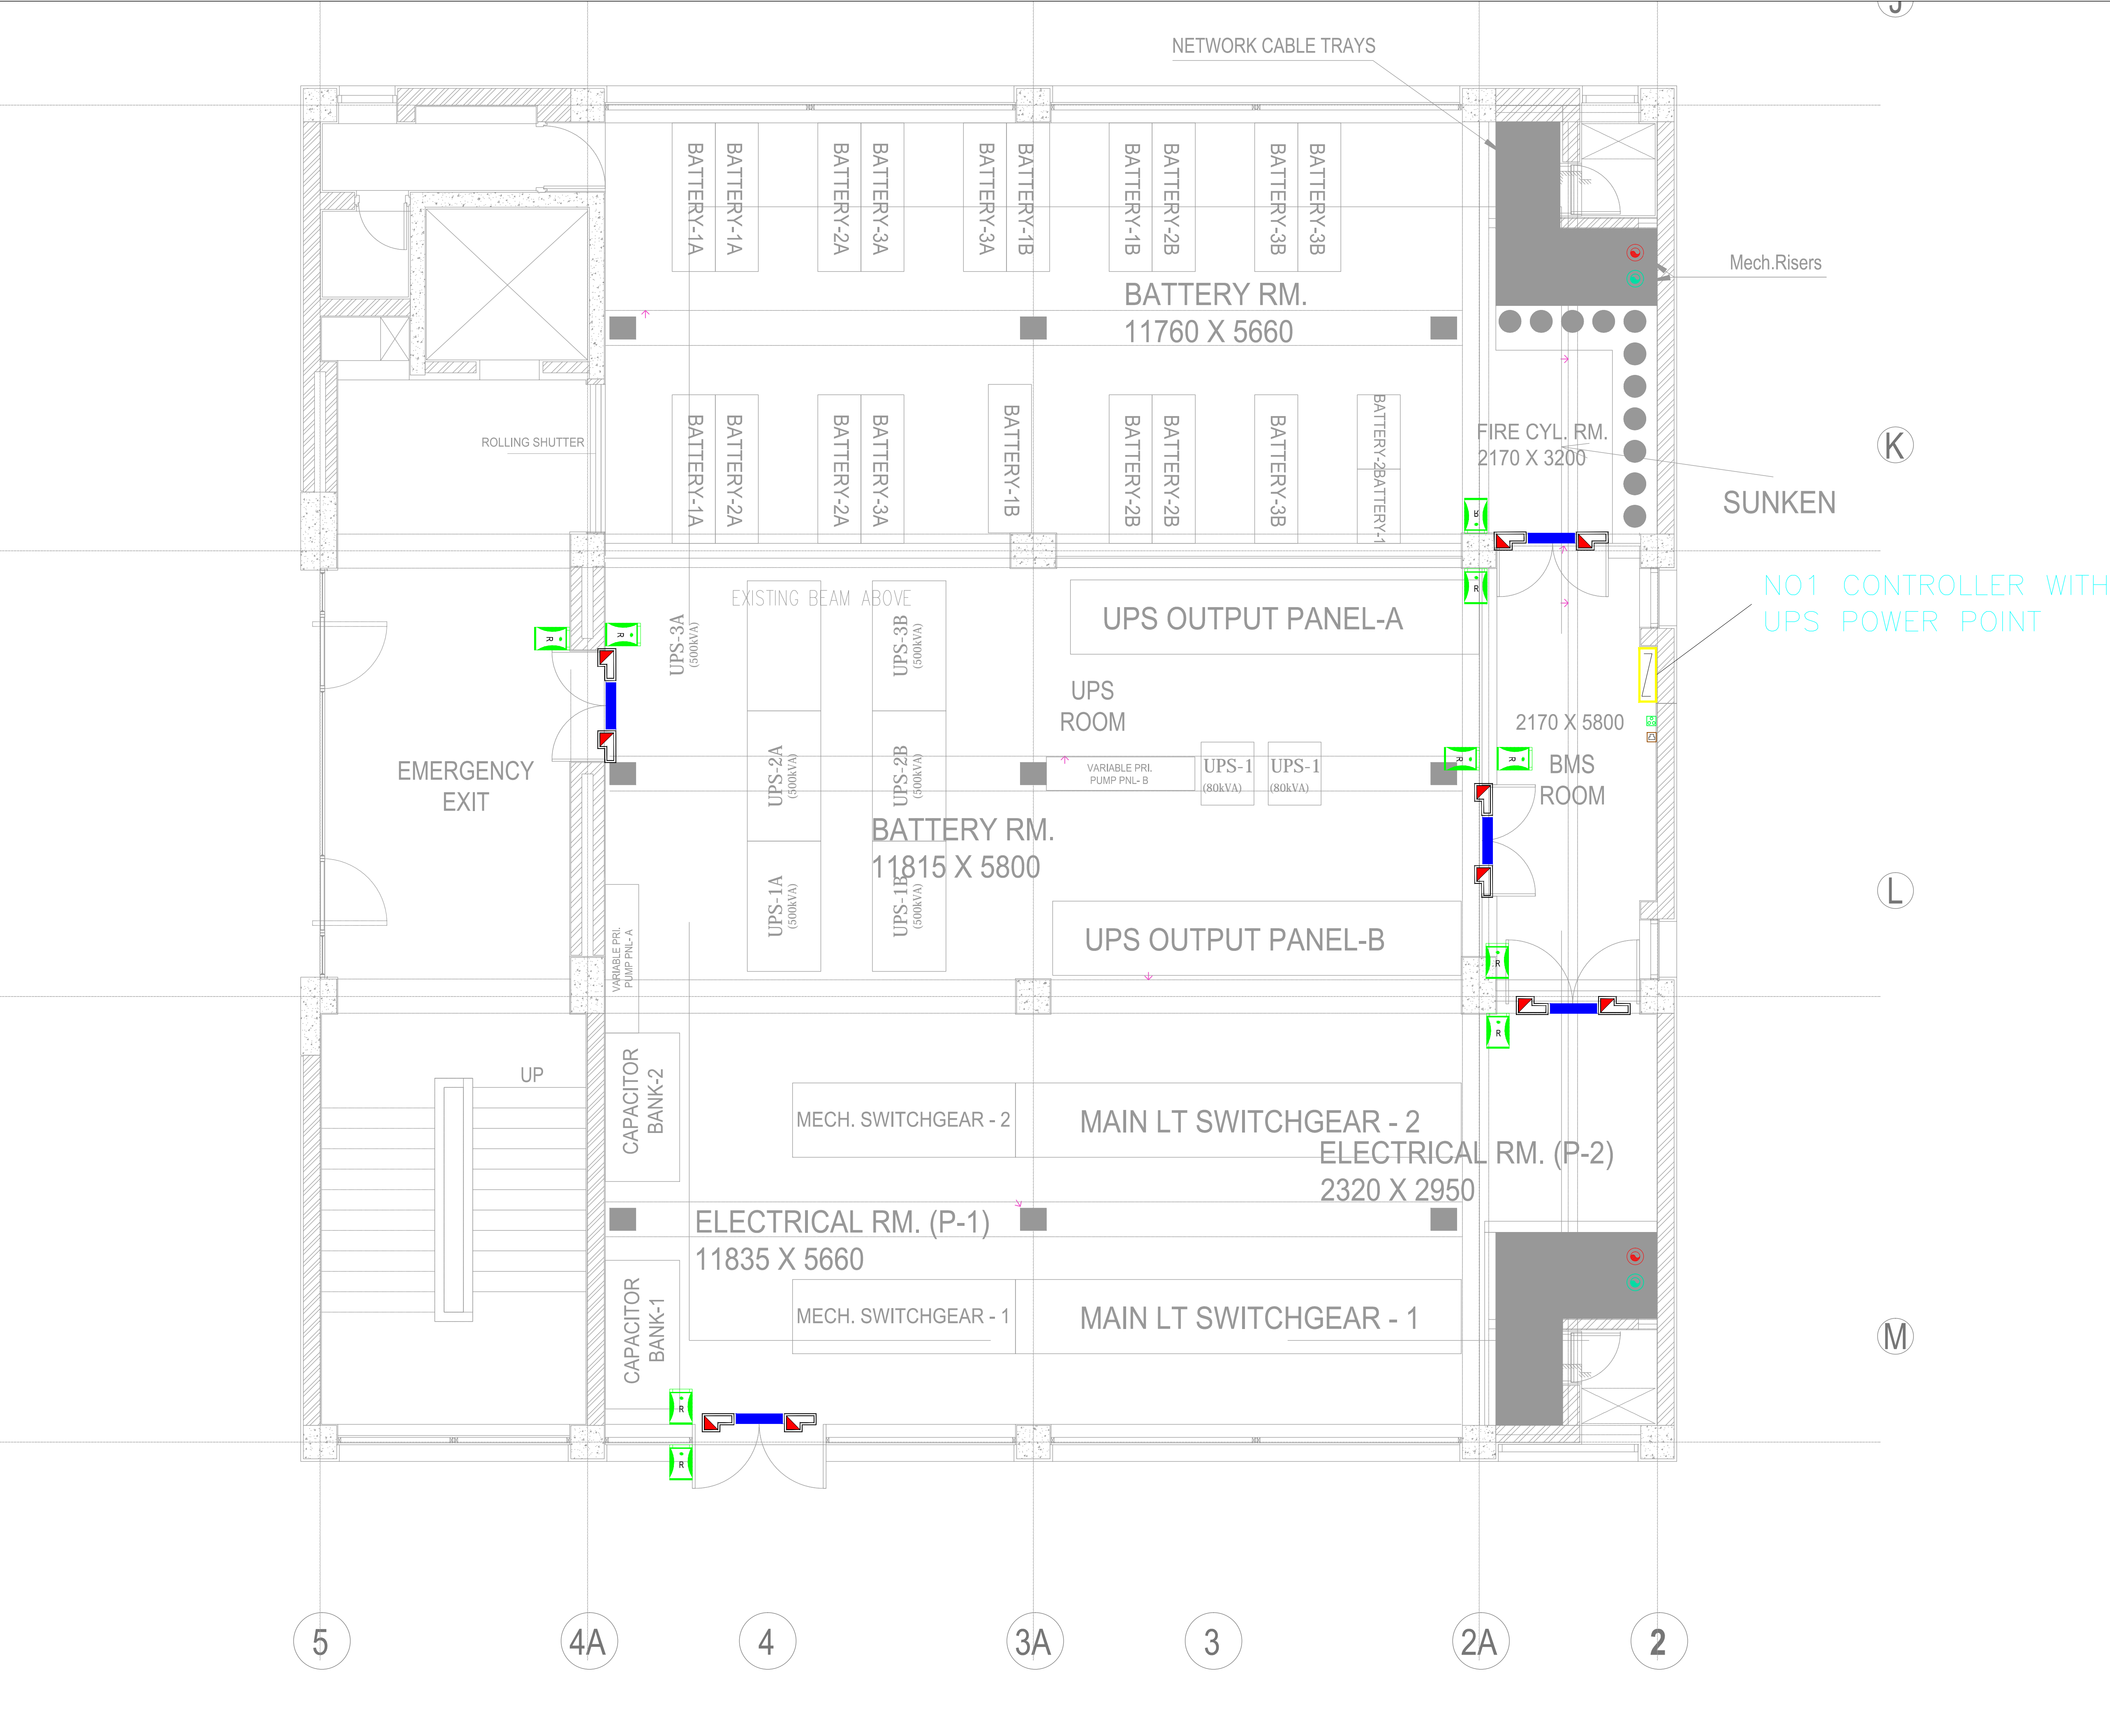 J
NETWORK CABLE TRAYS
Mech.Risers
BATTERY-1A
BATTERY-1A
BATTERY-2A
BATTERY-3A
BATTERY-3A
BATTERY-1B
BATTERY-1B
BATTERY-2B
BATTERY-3B
BATTERY-3B
BATTERY RM.
11760 X 5660
ROLLING SHUTTER
BATTERY-1A
BATTERY-2A
BATTERY-2A
BATTERY-3A
BATTERY-1B
BATTERY-2B
BATTERY-2B
BATTERY-3B
BATTERY-2
BATTERY-1
FIRE CYL. RM.
2170 X 3200
K
SUNKEN
R
R
NO1 CONTROLLER WITH
UPS POWER POINT
EXISTING BEAM ABOVE
UPS OUTPUT PANEL-A
R
R
UPS-3A
(500kVA)
UPS-3B
(500kVA)
UPS
ROOM
2170 X 5800
EMERGENCY
EXIT
UPS-2A
(500kVA)
UPS-2B
(500kVA)
VARIABLE PRI.
PUMP PNL- B
UPS-1
(80kVA)
UPS-1
(80kVA)
R
R
BMS
ROOM
BATTERY RM.
11815 X 5800
UPS-1A
(500kVA)
UPS-1B
(500kVA)
L
VARIABLE PRI.
PUMP PNL- A
UPS OUTPUT PANEL-B
R
R
UP
CAPACITOR
BANK-2
MECH. SWITCHGEAR - 2
MAIN LT SWITCHGEAR - 2
ELECTRICAL RM. (P-2)
2320 X 2950
ELECTRICAL RM. (P-1)
11835 X 5660
CAPACITOR
BANK-1
MECH. SWITCHGEAR - 1
MAIN LT SWITCHGEAR - 1
M
R
R
5
4A
4
3A
3
2A
2